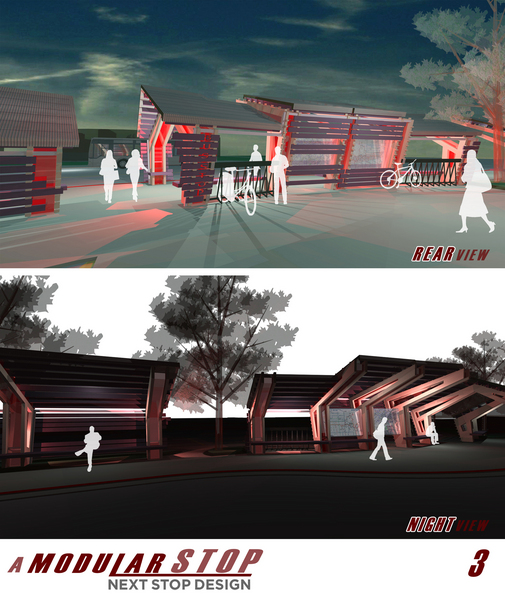 REAR VIEW
NIGHT VIEW
A MODULAR STOP
NEXT STOP DESIGN
3